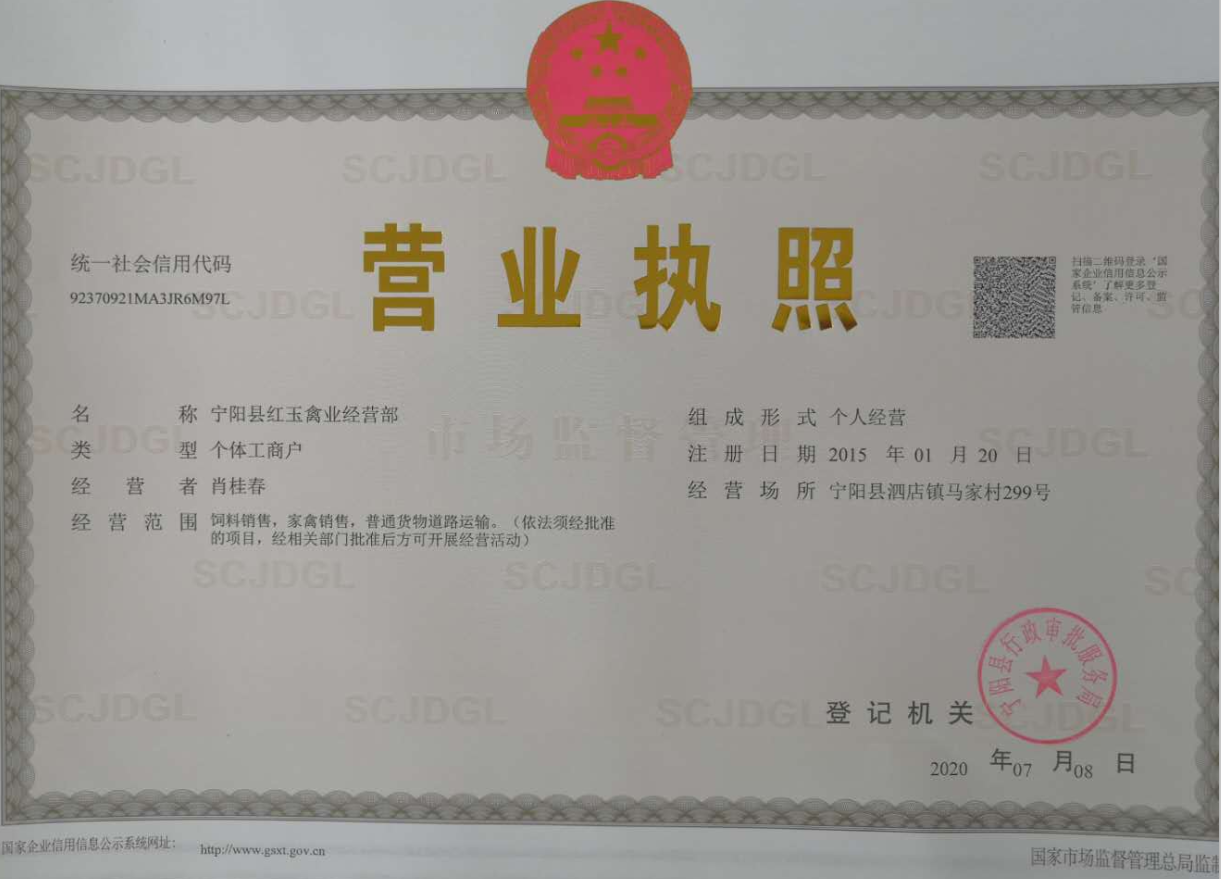 营业执照
统一社会信用代码
92370921MA3JR6M97L
扫描二维码登录‘国
家企业信用信息公示
系统’了解更多登
记、备案、许可、监
管信息
名 称 宁阳县红玉禽业经营部
类 型 个体工商户
经 营 者 肖桂春
经 营 范 围 饲料销售，家禽销售，普通货物道路运输。（依法须经批准
的项目，经相关部门批准后方可开展经营活动）
组 成 形 式 个人经营
注 册 日 期 2015 年 01 月 20 日
经 营 场 所 宁阳县泗店镇马家村299号
市场监督管理
SCJDGL
宁阳县行政审批服务局
登 记 机 关
2020 年 07 月 08 日
国家企业信用信息公示系统网址：
http://www.gsxt.gov.cn
国家市场监督管理总局监制